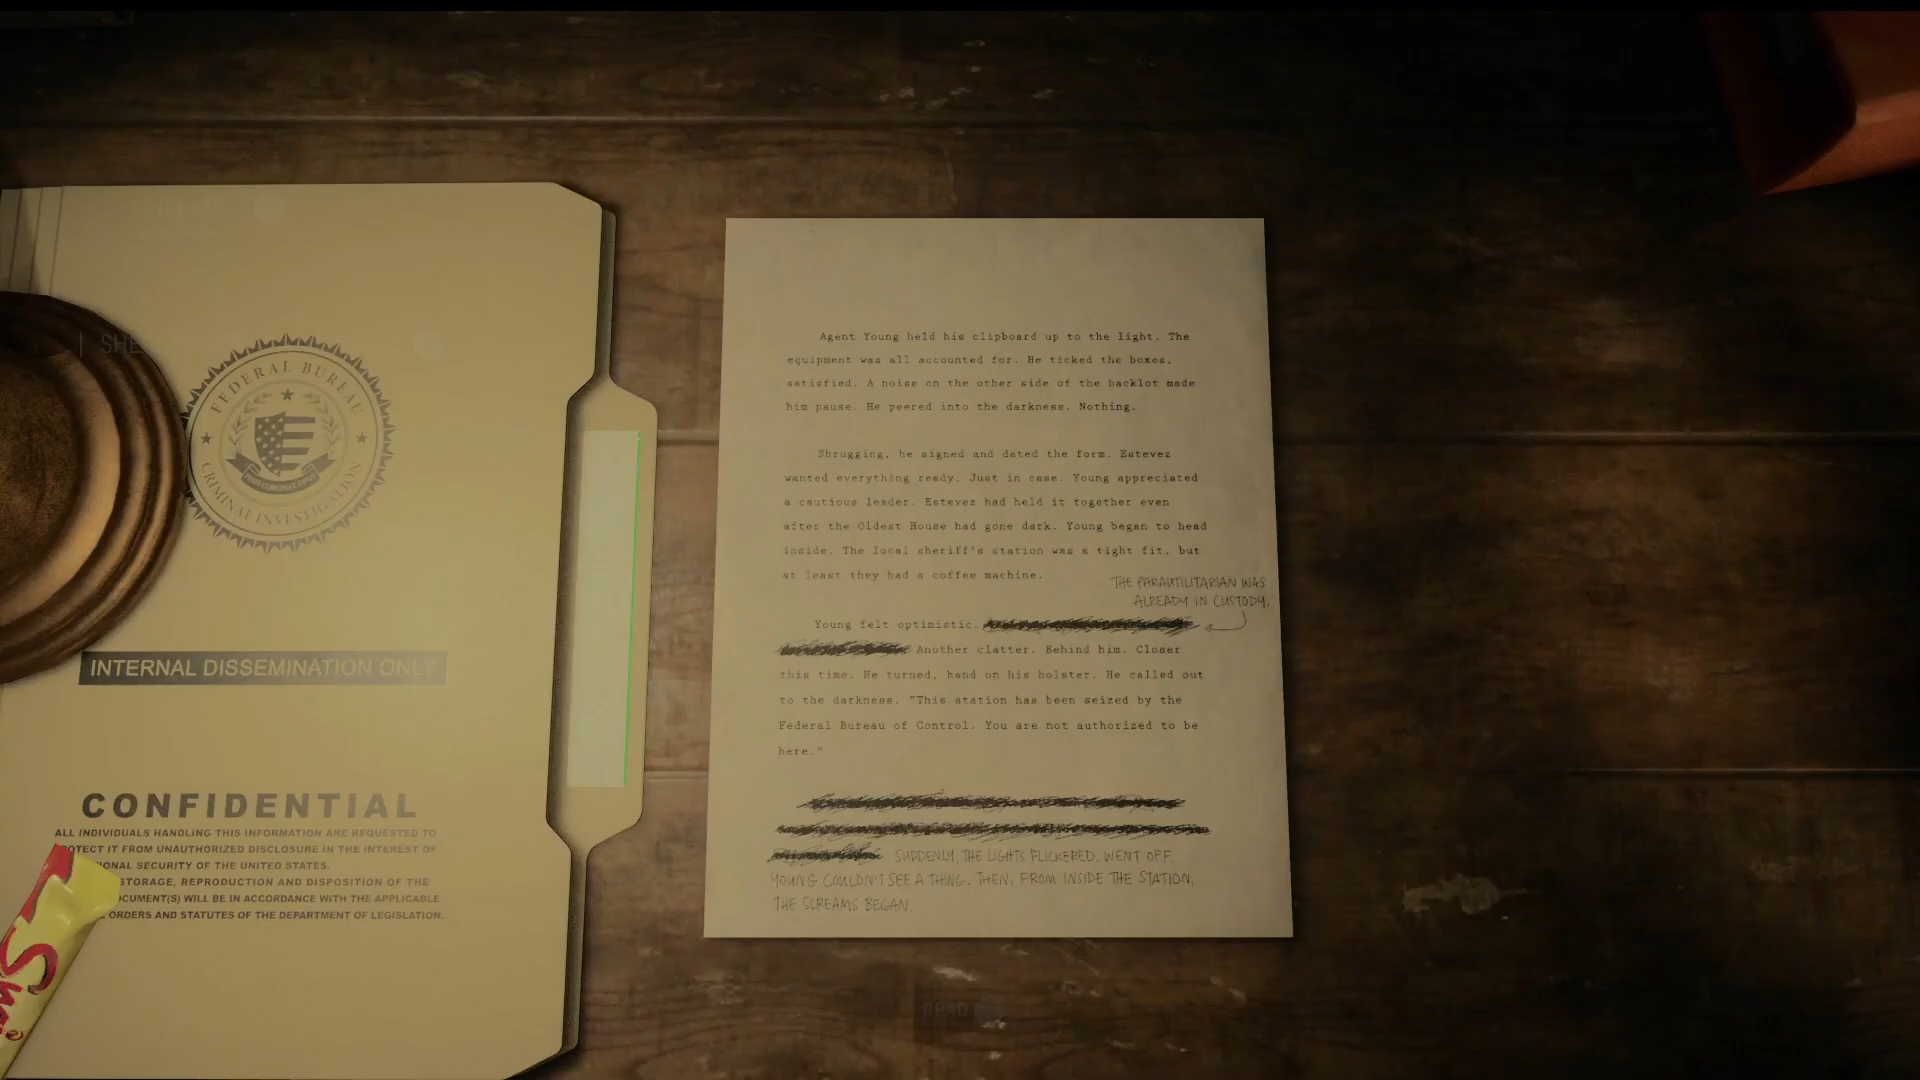 SHE
FEDERAL BUREAU
CRIMINAL INVESTIGATION
INTERNAL DISSEMINATION ONLY
CONFIDENTIAL
ALL INDIVIDUALS HANDLING THIS INFORMATION ARE REQUESTED TO
OTECT IT FROM UNAUTHORIZED DISCLOSURE IN THE INTEREST OF
IONAL SECURITY OF THE UNITED STATES.
STORAGE, REPRODUCTION AND DISPOSITION OF THE
OCUMENT(S) WILL BE IN ACCORDANCE WITH THE APPLICABLE
ORDERS AND STATUTES OF THE DEPARTMENT OF LEGISLATION.
Agent Young held his clipboard up to the light. The
equipment was all accounted for. He ticked the boxes,
satisfied. A noise on the other side of the backlot made
him pause. He peered into the darkness. Nothing.
Shrugging, he signed and dated the form. Estevez
wanted everything ready. Just in case. Young appreciated
a cautious leader. Estevez had held it together even
after the Oldest House had gone dark. Young began to head
inside. The local sheriff's station was a tight fit, but
at least they had a coffee machine.
THE PARAUTILITARIAN WAS
ALREADY IN CUSTODY.
Young felt optimistic.
Another clatter. Behind him. Closer
this time. He turned, hand on his holster. He called out
to the darkness. "This station has been seized by the
Federal Bureau of Control. You are not authorized to be
here."
SUDDENLY, THE LIGHTS FLICKERED. WENT OFF.
YOUNG COULDN'T SEE A THING. THEN, FROM INSIDE THE STATION,
THE SCREAMS BEGAN.
READ